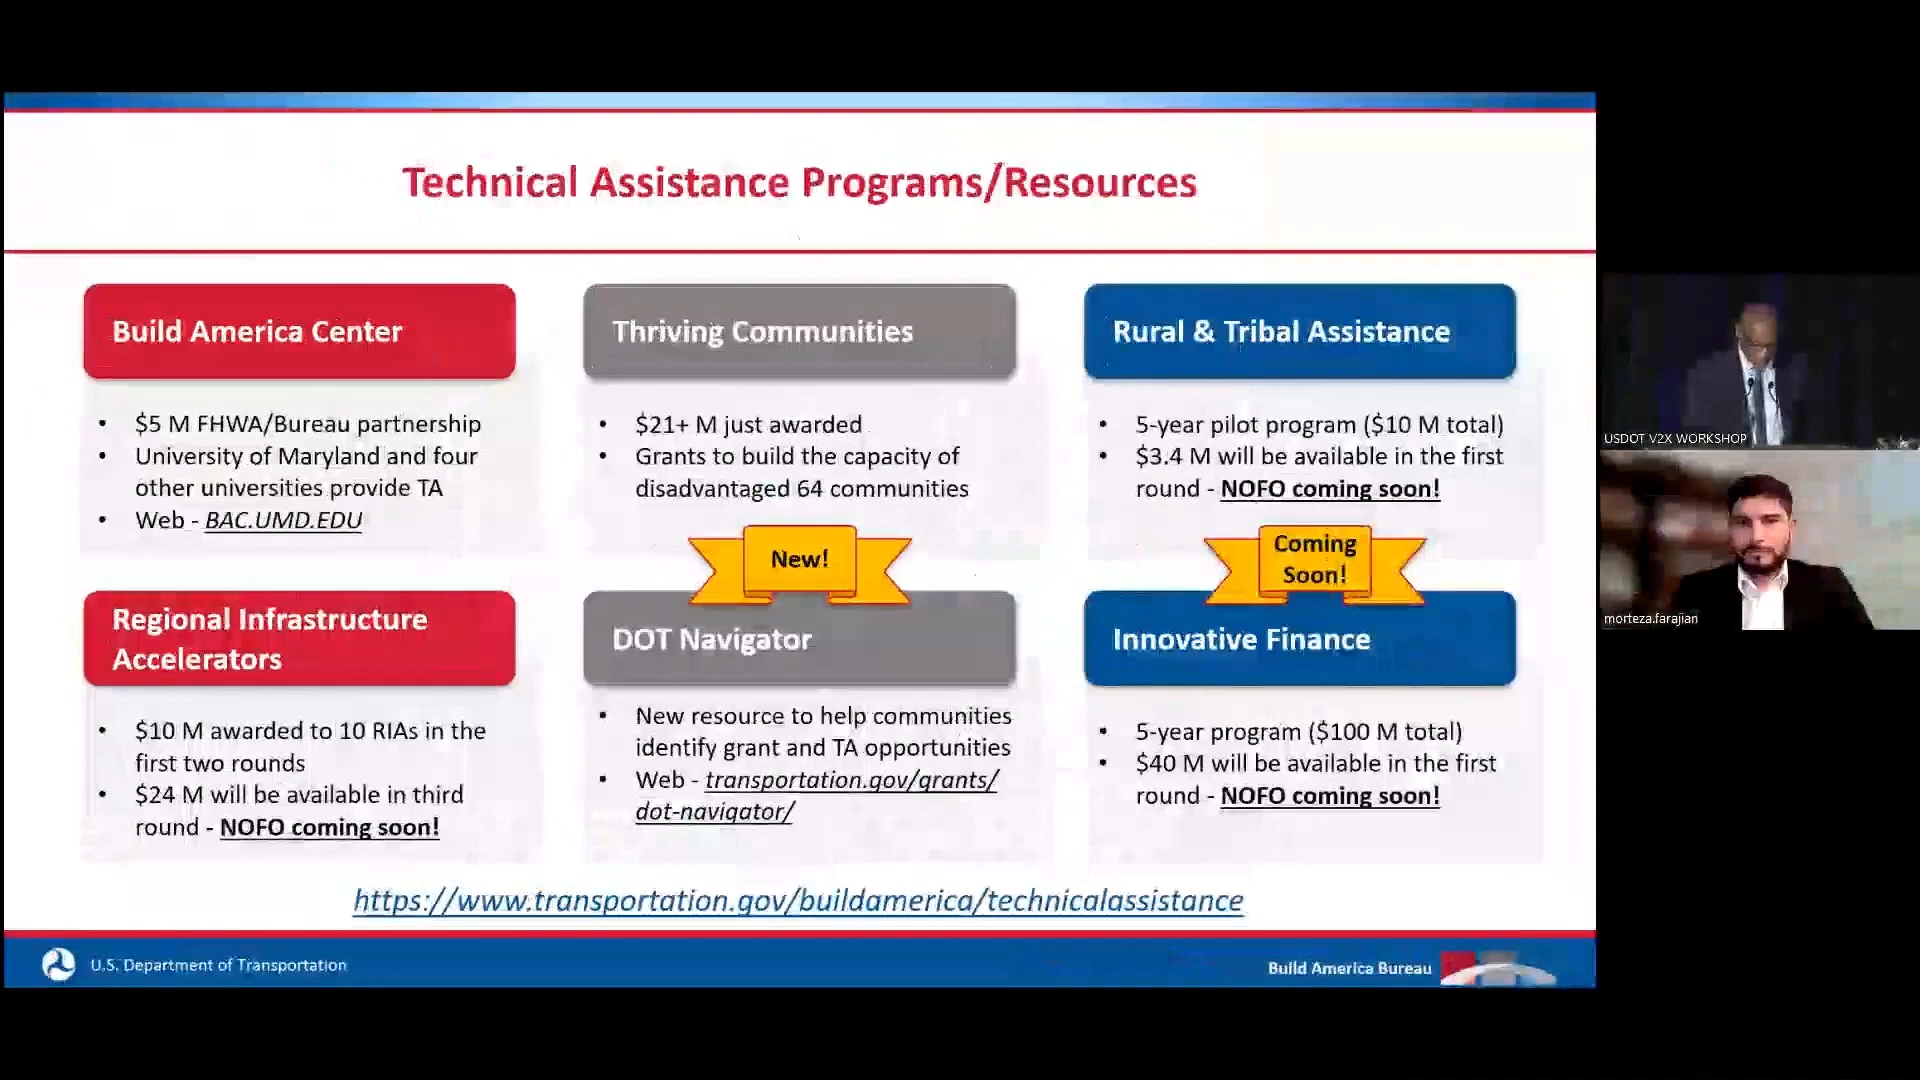 Technical Assistance Programs/Resources
Build America Center
• $5 M FHWA/Bureau partnership
• University of Maryland and four
other universities provide TA
• Web - BAC.UMD.EDU
Thriving Communities
• $21+ M just awarded
• Grants to build the capacity of
disadvantaged 64 communities
Rural & Tribal Assistance
• 5-year pilot program ($10 M total)
• $3.4 M will be available in the first
round - NOFO coming soon!
Regional Infrastructure
Accelerators
• $10 M awarded to 10 RIAs in the
first two rounds
• $24 M will be available in third
round - NOFO coming soon!
New!
DOT Navigator
• New resource to help communities
identify grant and TA opportunities
• Web - transportation.gov/grants/
dot-navigator/
Coming
Soon!
Innovative Finance
• 5-year program ($100 M total)
• $40 M will be available in the first
round - NOFO coming soon!
https://www.transportation.gov/buildamerica/technicalassistance
U.S. Department of Transportation
Build America Bureau
USDOT V2X WORKSHOP
morteza.farajian